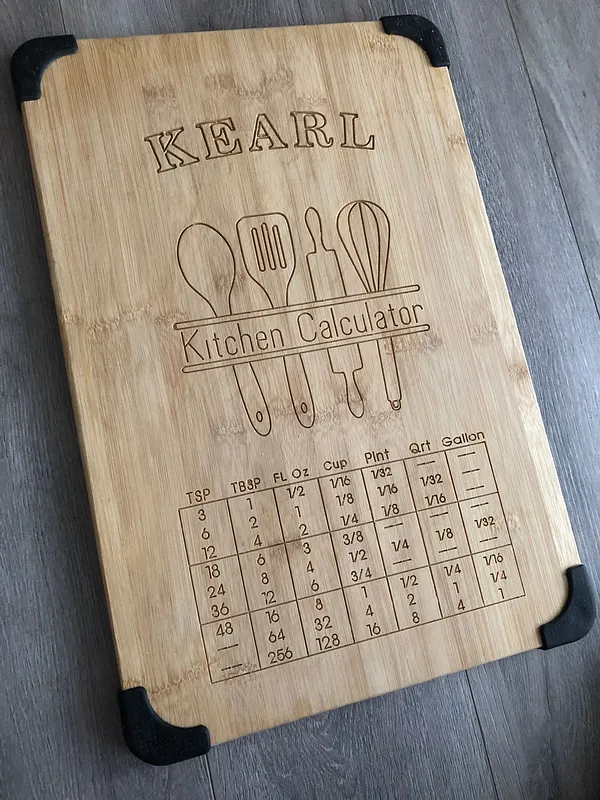 KEARL
Kitchen Calculator
TSP TBSP FL Oz Cup Pint Qrt Gallon
3 1 1/2 1/16 1/32 — —
6 2 1 1/8 1/16 1/32 —
12 4 2 1/4 1/8 1/16 —
18 6 3 3/8 — — —
24 8 4 1/2 1/4 1/8 1/32
36 12 6 3/4 — — —
48 16 8 1 1/2 1/4 1/16
— 64 32 4 2 1 1/4
— 256 128 16 8 4 1